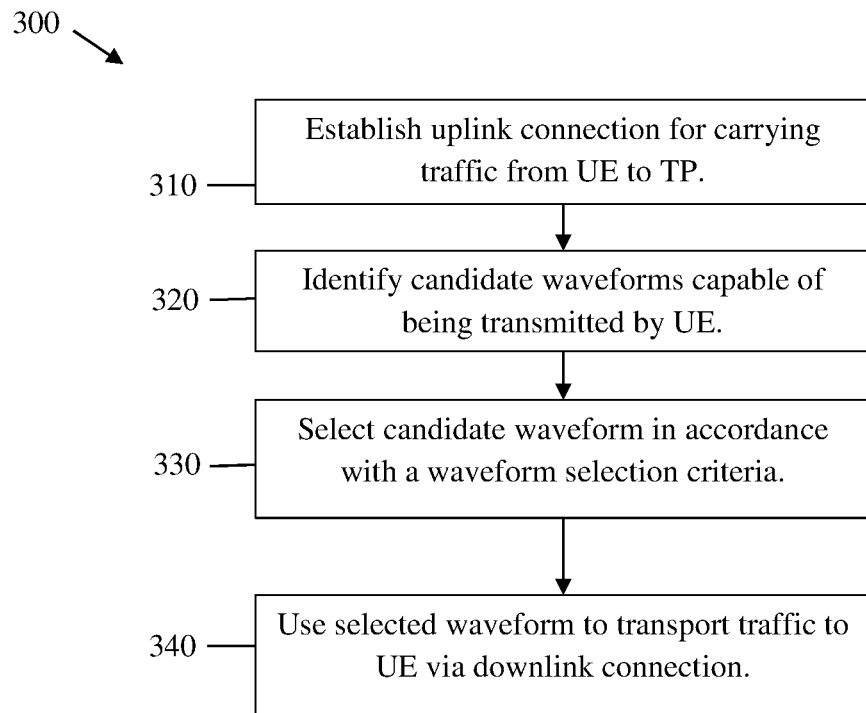 300
Establish uplink connection for carrying
traffic from UE to TP.
310
Identify candidate waveforms capable of
being transmitted by UE.
320
Select candidate waveform in accordance
with a waveform selection criteria.
330
Use selected waveform to transport traffic to
UE via downlink connection.
340